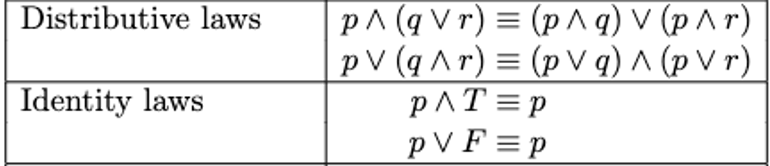 Distributive laws p ∧ (q ∨ r) ≡ (p ∧ q) ∨ (p ∧ r)
p ∨ (q ∧ r) ≡ (p ∨ q) ∧ (p ∨ r)
Identity laws p ∧ T ≡ p
p ∨ F ≡ p